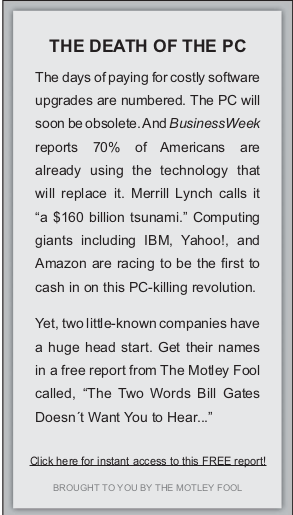 THE DEATH OF THE PC
The days of paying for costly software
upgrades are numbered. The PC will
soon be obsolete. And BusinessWeek
reports 70% of Americans are
already using the technology that
will replace it. Merrill Lynch calls it
“a $160 billion tsunami.” Computing
giants including IBM, Yahoo!, and
Amazon are racing to be the first to
cash in on this PC-killing revolution.
Yet, two little-known companies have
a huge head start. Get their names
in a free report from The Motley Fool
called, “The Two Words Bill Gates
Doesn´t Want You to Hear...”
Click here for instant access to this FREE report!
BROUGHT TO YOU BY THE MOTLEY FOOL